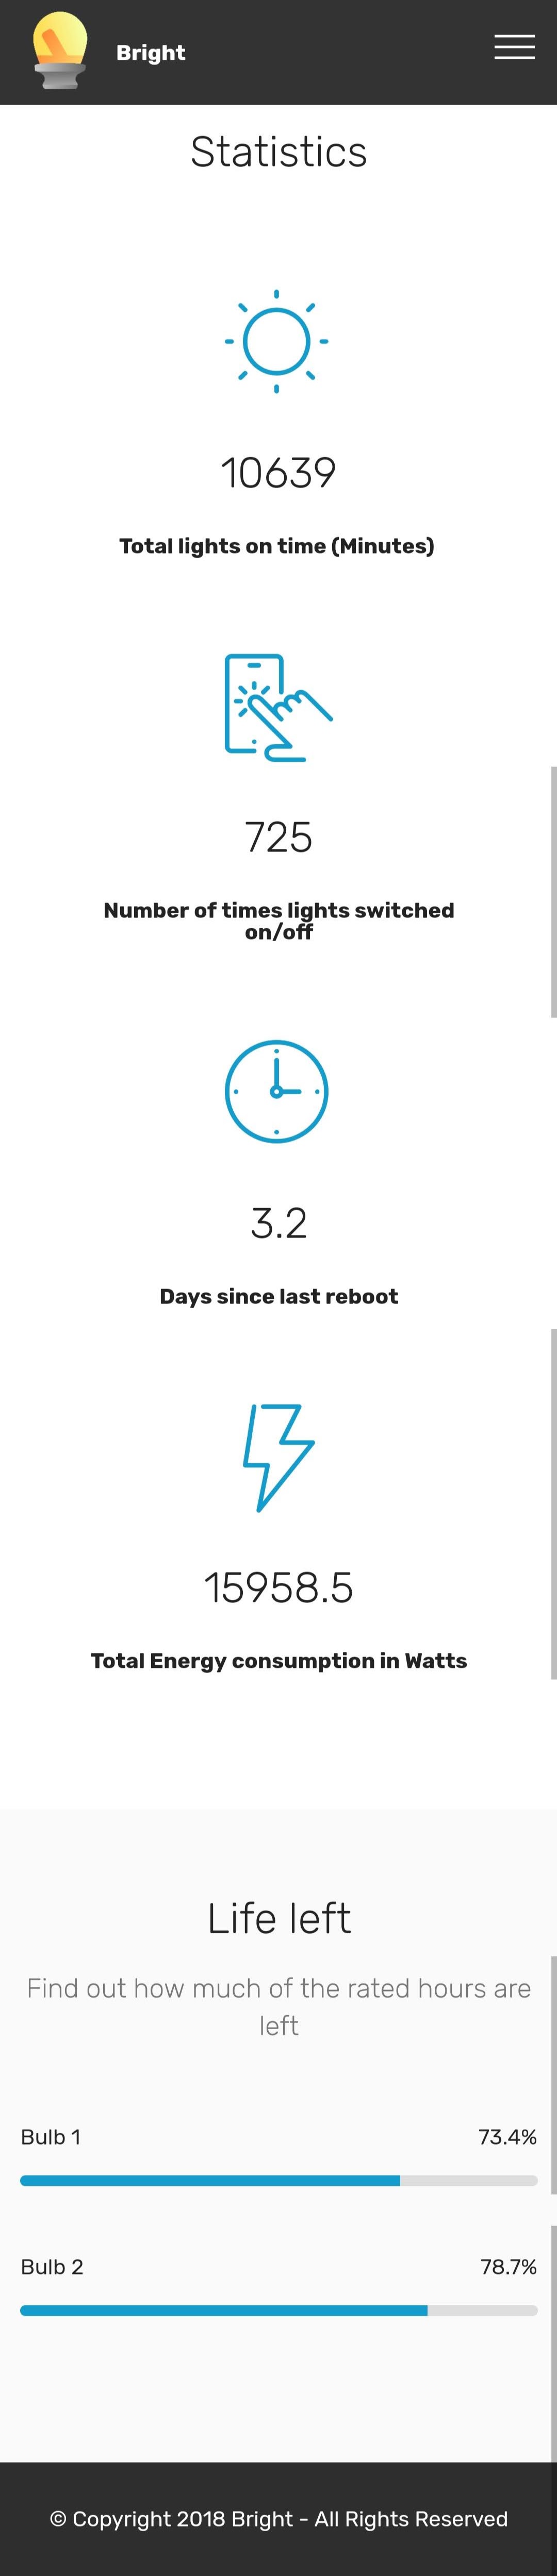 Bright
Statistics
10639
Total lights on time (Minutes)
725
Number of times lights switched
on/off
3.2
Days since last reboot
15958.5
Total Energy consumption in Watts
Life left
Find out how much of the rated hours are
left
Bulb 1 73.4%
Bulb 2 78.7%
© Copyright 2018 Bright - All Rights Reserved